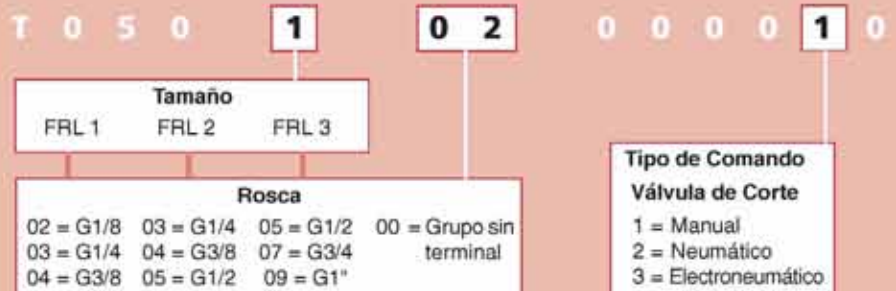 T 0 5 0 1 0 2 0 0 0 0 1 0
Tamaño
FRL 1 FRL 2 FRL 3
Rosca
02 = G1/8 03 = G1/4 05 = G1/2 00 = Grupo sin
03 = G1/4 04 = G3/8 07 = G3/4 terminal
04 = G3/8 05 = G1/2 09 = G1"
Tipo de Comando
Válvula de Corte
1 = Manual
2 = Neumático
3 = Electroneumático